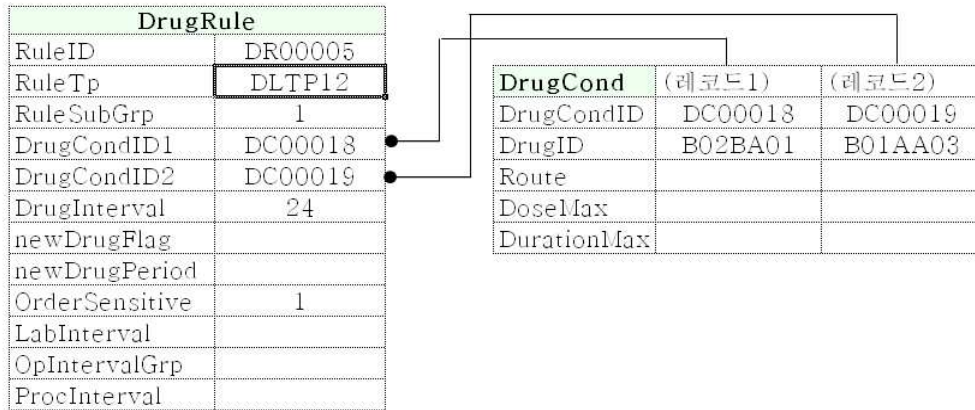 DrugRule
RuleID DR00005
RuleTp DLTP12
RuleSubGrp 1
DrugCondID1 DC00018
DrugCondID2 DC00019
DrugInterval 24
newDrugFlag
newDrugPeriod
OrderSensitive 1
LabInterval
OpIntervalGrp
ProcInterval
DrugCond (레코드1) (레코드2)
DrugCondID DC00018 DC00019
DrugID B02BA01 B01AA03
Route
DoseMax
DurationMax